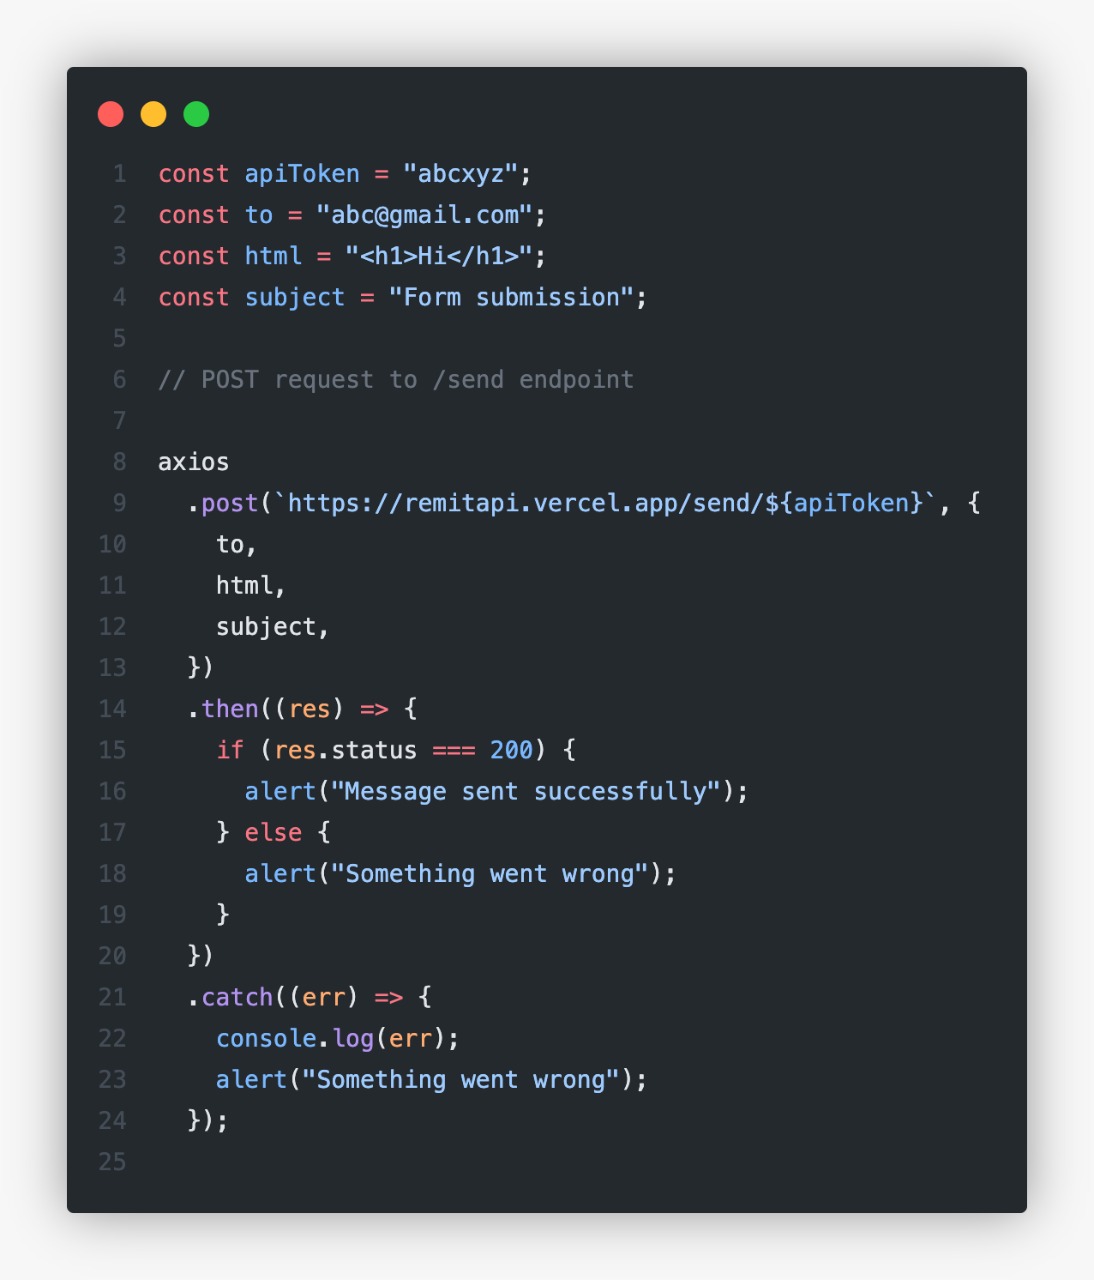 1 const apiToken = "abcxyz";
2 const to = "abc@gmail.com";
3 const html = "<h1>Hi</h1>";
4 const subject = "Form submission";
5
6 // POST request to /send endpoint
7
8 axios
9   .post(`https://remitapi.vercel.app/send/${apiToken}`, {
10     to,
11     html,
12     subject,
13   })
14   .then((res) => {
15     if (res.status === 200) {
16       alert("Message sent successfully");
17     } else {
18       alert("Something went wrong");
19     }
20   })
21   .catch((err) => {
22     console.log(err);
23     alert("Something went wrong");
24   });
25